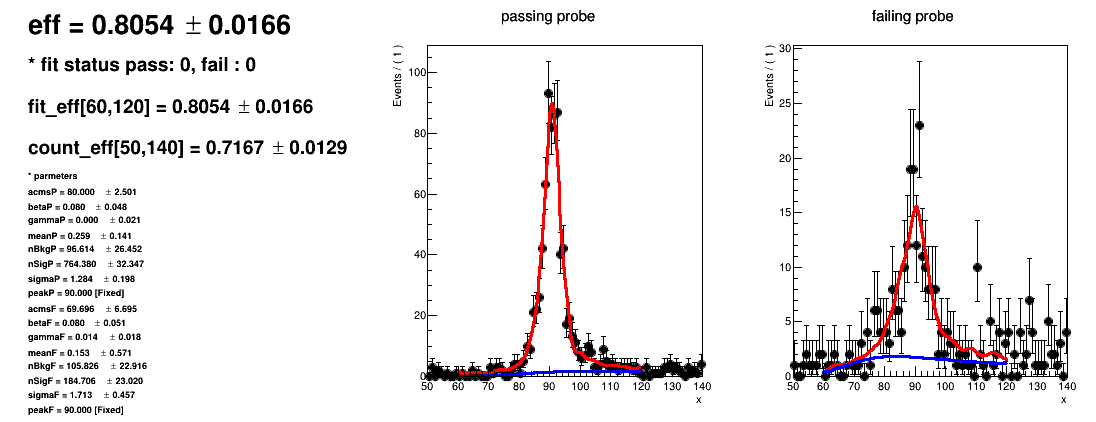 eff = 0.8054 ± 0.0166
* fit status pass: 0, fail : 0
fit_eff[60,120] = 0.8054 ± 0.0166
count_eff[50,140] = 0.7167 ± 0.0129
* parmeters
acmsP = 80.000 ± 2.501
betaP = 0.080 ± 0.048
gammaP = 0.000 ± 0.021
meanP = 0.259 ± 0.141
nBkgP = 96.614 ± 26.452
nSigP = 764.380 ± 32.347
sigmaP = 1.284 ± 0.198
peakP = 90.000 [Fixed]
acmsF = 69.696 ± 6.695
betaF = 0.080 ± 0.051
gammaF = 0.014 ± 0.018
meanF = 0.153 ± 0.571
nBkgF = 105.826 ± 22.916
nSigF = 184.706 ± 23.020
sigmaF = 1.713 ± 0.457
peakF = 90.000 [Fixed]
passing probe
Events / ( 1 )
100
80
60
40
20
0
50 60 70 80 90 100 110 120 130 140
x
failing probe
Events / ( 1 )
30
25
20
15
10
5
0
50 60 70 80 90 100 110 120 130 140
x